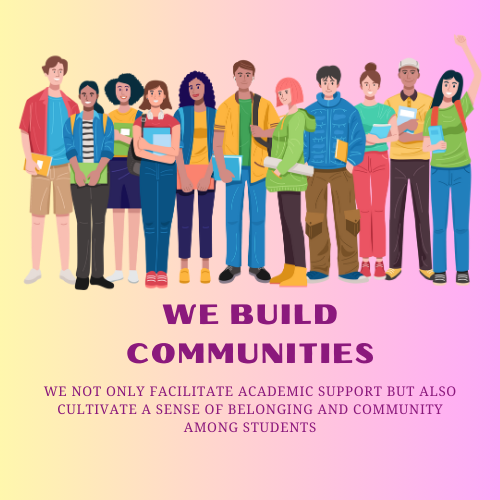 WE BUILD
COMMUNITIES
WE NOT ONLY FACILITATE ACADEMIC SUPPORT BUT ALSO
CULTIVATE A SENSE OF BELONGING AND COMMUNITY
AMONG STUDENTS